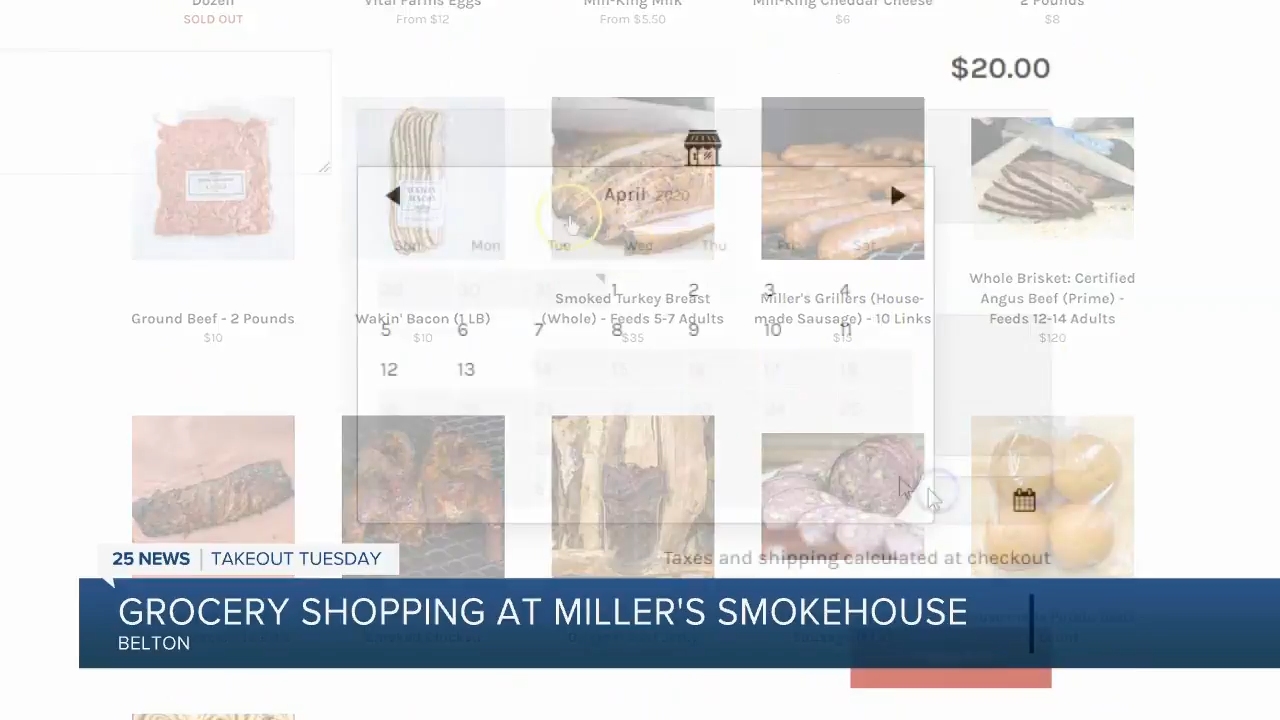 Dozen
Vital Farms Eggs
Mill-King Milk
Mill-King Cheddar Cheese
2 Pounds
SOLD OUT
From $12
From $5.50
$6
$8
$20.00
April 2020
Sun Mon Tue Wed Thu Fri Sat
1 2 3 4
5 6 7 8 9 10 11
12 13
Ground Beef - 2 Pounds
$10
Wakin' Bacon (1 LB)
$10
Smoked Turkey Breast
(Whole) - Feeds 5-7 Adults
$35
Miller's Grillers (House-
made Sausage) - 10 Links
$15
Whole Brisket: Certified
Angus Beef (Prime) -
Feeds 12-14 Adults
$120
Taxes and shipping calculated at checkout
25 NEWS | TAKEOUT TUESDAY
GROCERY SHOPPING AT MILLER'S SMOKEHOUSE
BELTON